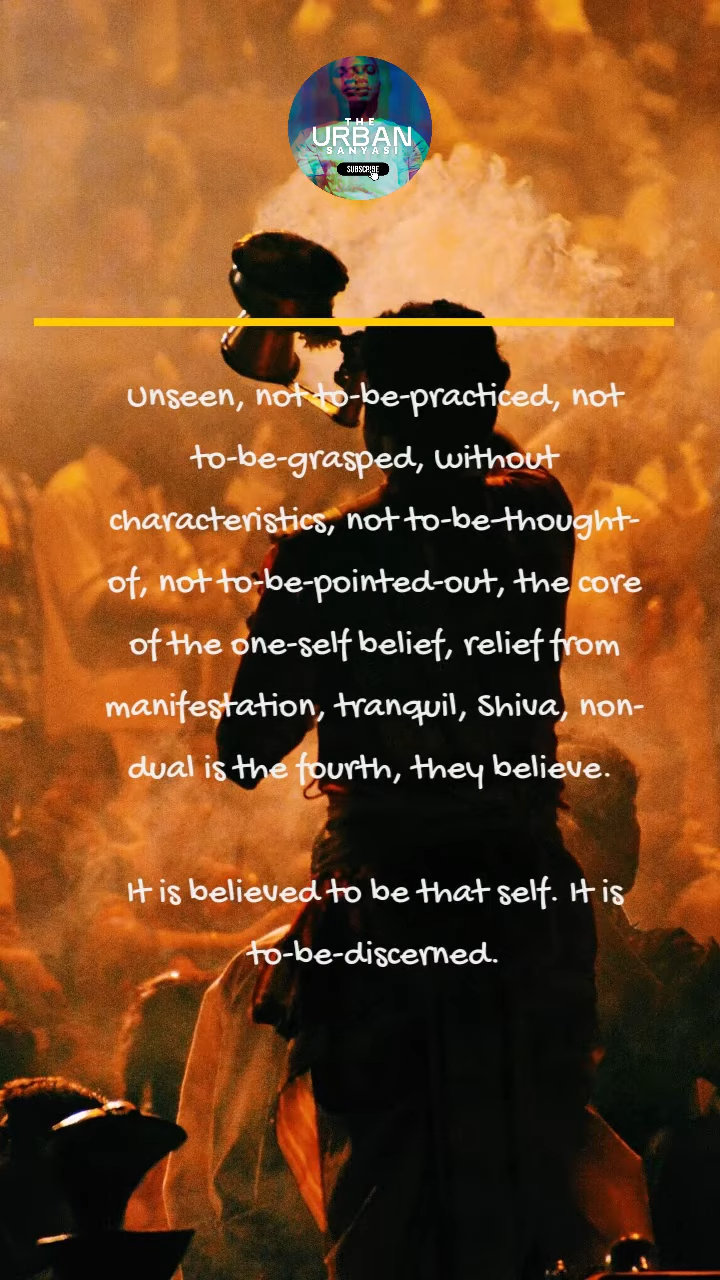 THE
URBAN
SANYASI
SUBSCRIBE
Unseen, not to-be-practiced, not
to-be-grasped, without
characteristics, not to-be-thought-
of, not to-be-pointed-out, the core
of the one-self belief, relief from
manifestation, tranquil, Shiva, non-
dual is the fourth, they believe.
It is believed to be that self. It is
to-be-discerned.